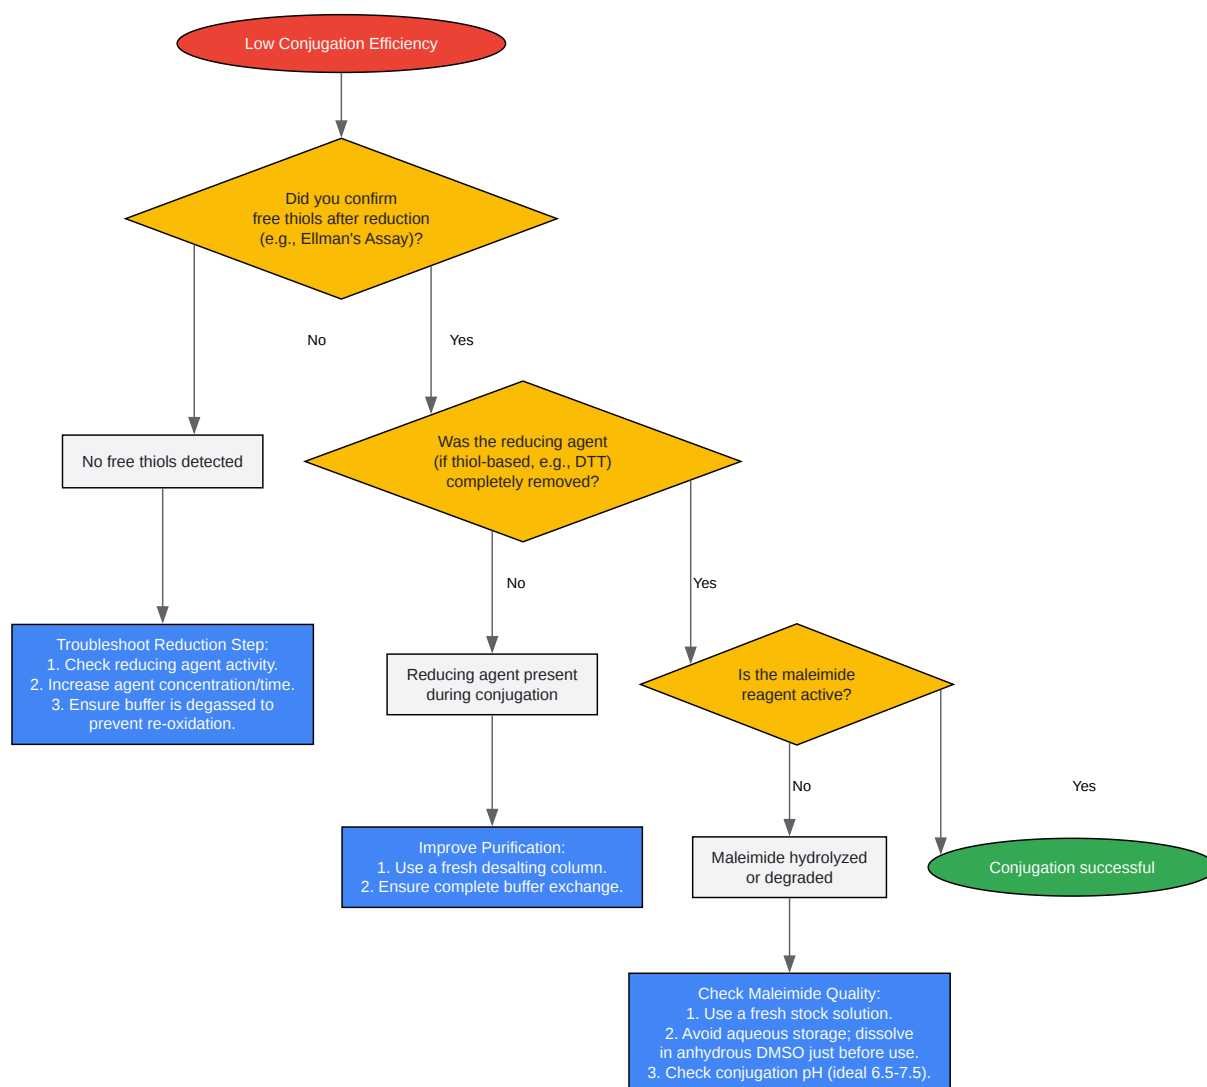 Low Conjugation Efficiency
Did you confirm
free thiols after reduction
(e.g., Ellman's Assay)?
No
Yes
No free thiols detected
Was the reducing agent
(if thiol-based, e.g., DTT)
completely removed?
No
Yes
Troubleshoot Reduction Step:
1. Check reducing agent activity.
2. Increase agent concentration/time.
3. Ensure buffer is degassed to
prevent re-oxidation.
Reducing agent present
during conjugation
Is the maleimide
reagent active?
No
Yes
Improve Purification:
1. Use a fresh desalting column.
2. Ensure complete buffer exchange.
Maleimide hydrolyzed
or degraded
Conjugation successful
Check Maleimide Quality:
1. Use a fresh stock solution.
2. Avoid aqueous storage; dissolve
in anhydrous DMSO just before use.
3. Check conjugation pH (ideal 6.5-7.5).